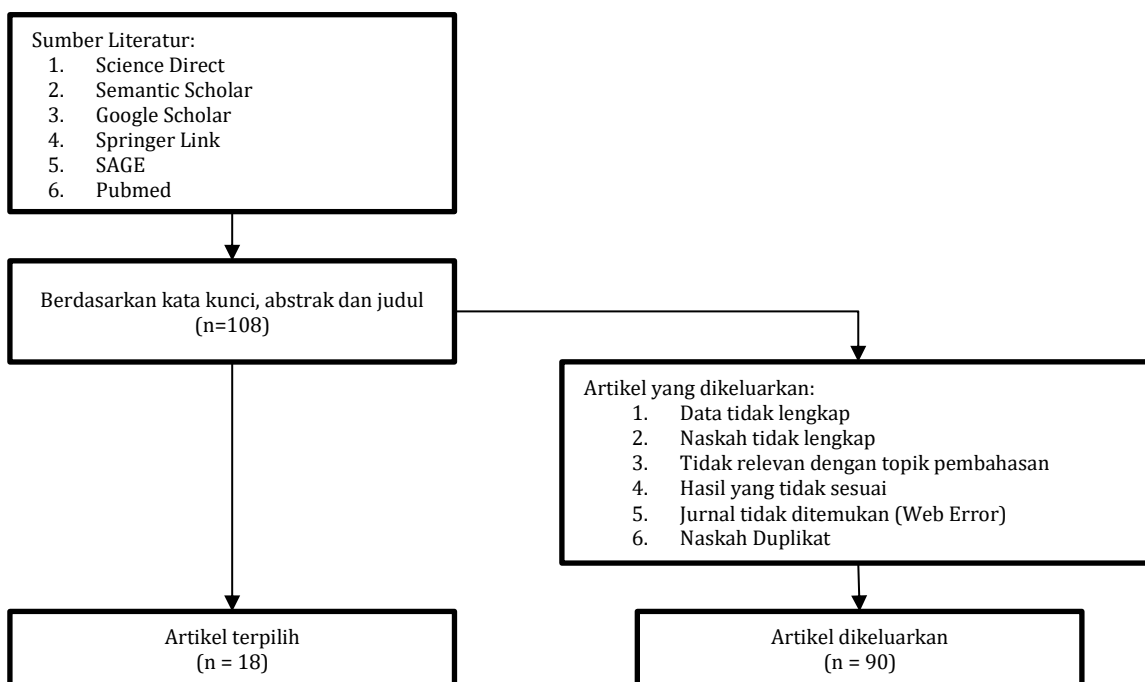 Sumber Literatur:
1. Science Direct
2. Semantic Scholar
3. Google Scholar
4. Springer Link
5. SAGE
6. Pubmed
Berdasarkan kata kunci, abstrak dan judul
(n=108)
Artikel yang dikeluarkan:
1. Data tidak lengkap
2. Naskah tidak lengkap
3. Tidak relevan dengan topik pembahasan
4. Hasil yang tidak sesuai
5. Jurnal tidak ditemukan (Web Error)
6. Naskah Duplikat
Artikel terpilih
(n = 18)
Artikel dikeluarkan
(n = 90)